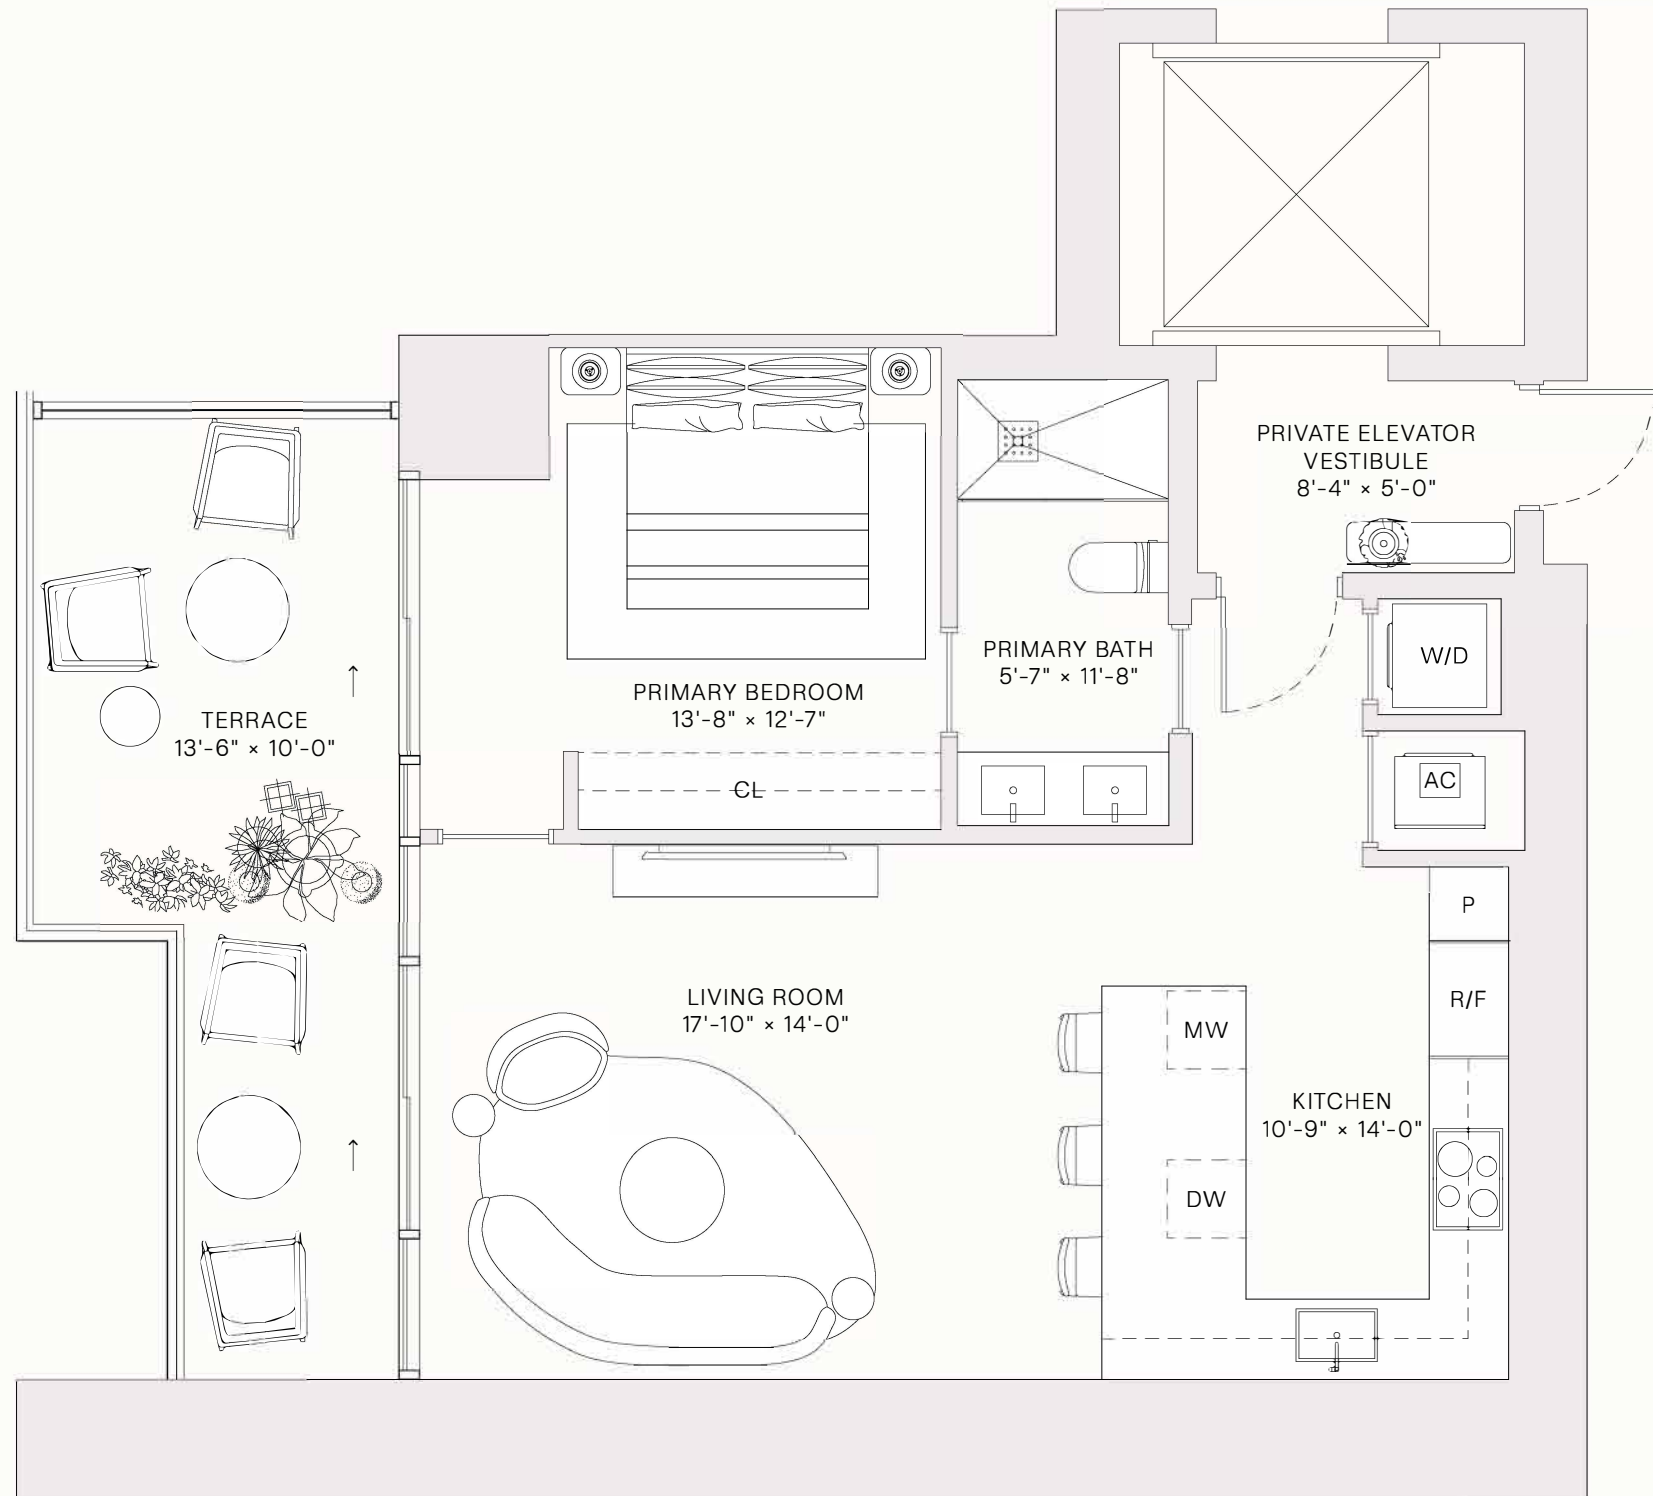 PRIVATE ELEVATOR
VESTIBULE
8'-4" × 5'-0"
W/D
PRIMARY BATH
5'-7" × 11'-8"
PRIMARY BEDROOM
13'-8" × 12'-7"
TERRACE
13'-6" × 10'-0"
CL
AC
P
R/F
LIVING ROOM
17'-10" × 14'-0"
MW
KITCHEN
10'-9" × 14'-0"
DW